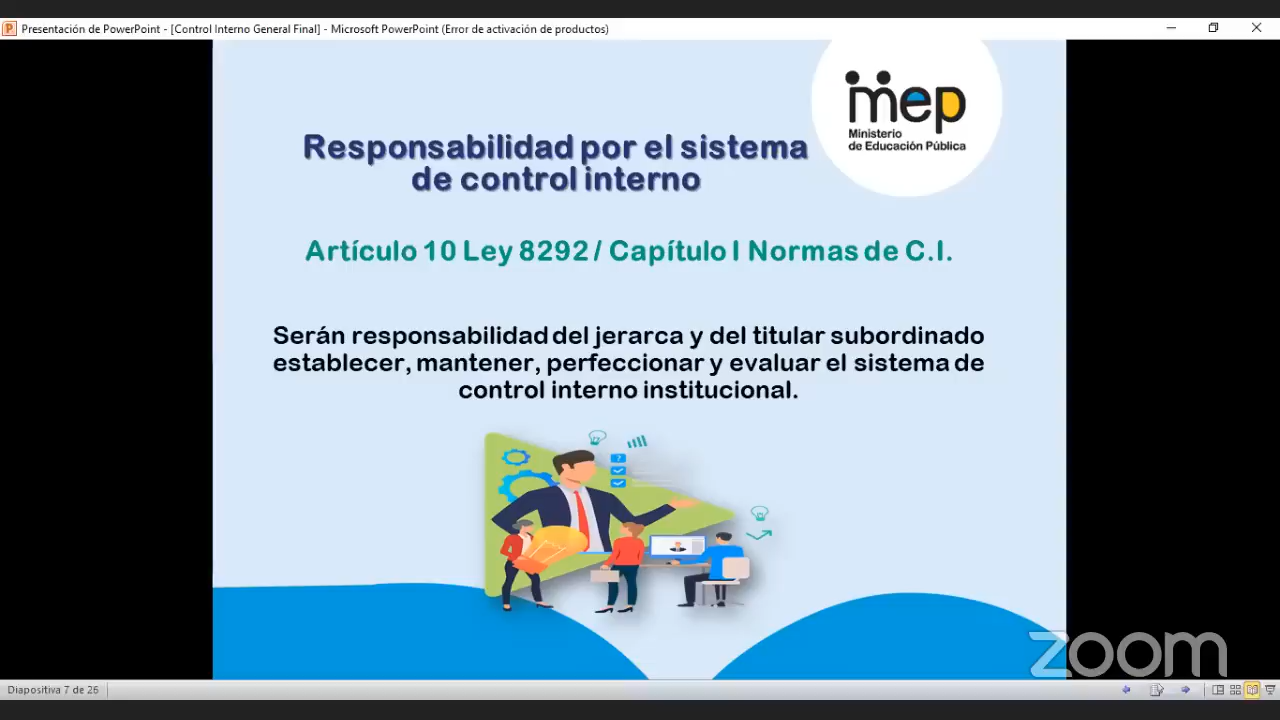 Presentación de PowerPoint - [Control Interno General Final] - Microsoft PowerPoint (Error de activación de productos)
mep
Ministerio
de Educación Pública
Responsabilidad por el sistema
de control interno
Artículo 10 Ley 8292 / Capítulo I Normas de C.I.
Serán responsabilidad del jerarca y del titular subordinado
establecer, mantener, perfeccionar y evaluar el sistema de
control interno institucional.
zoom
Diapositiva 7 de 26